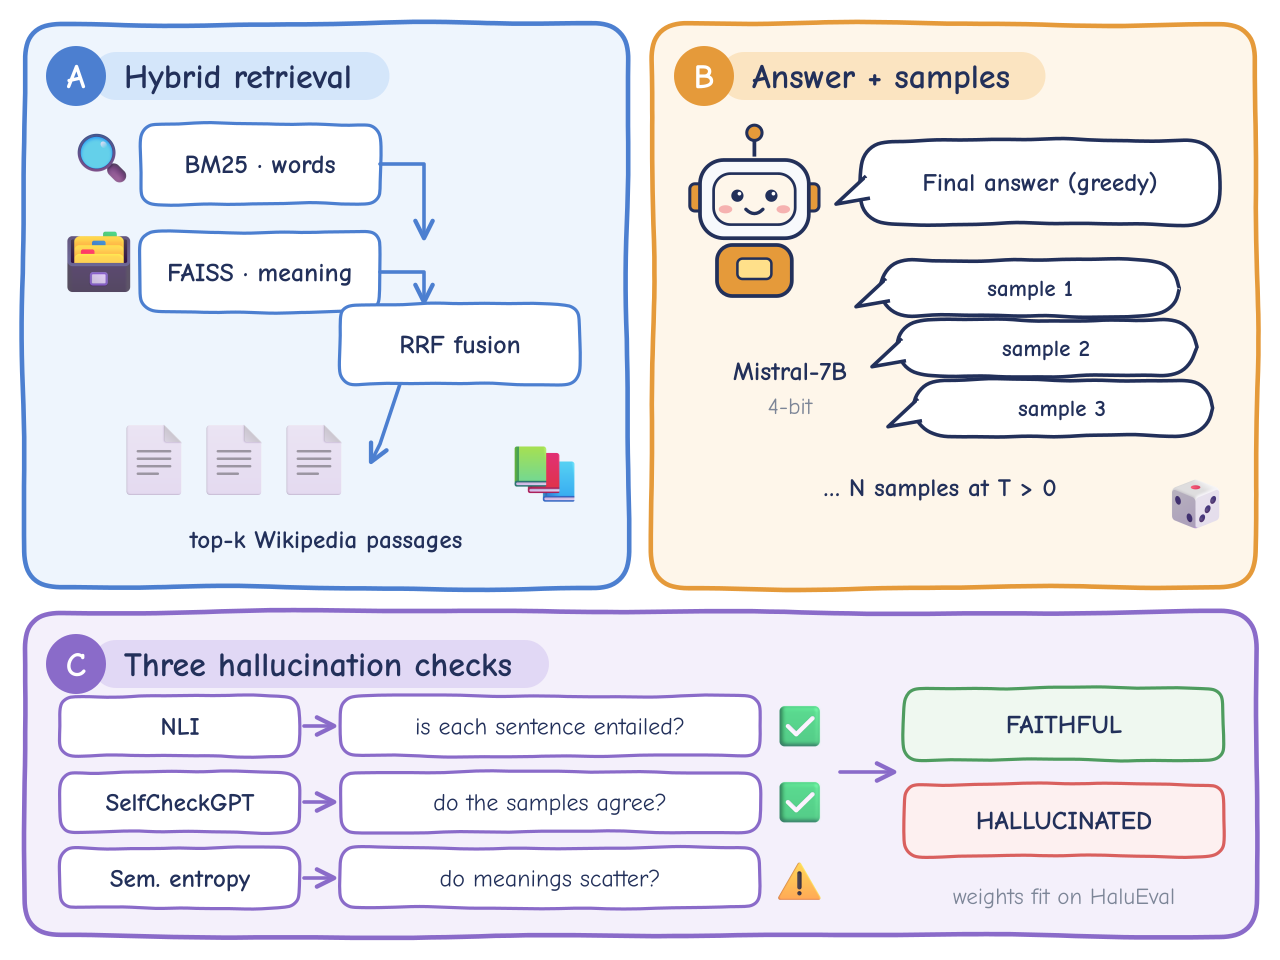 A
Hybrid retrieval
BM25 · words
FAISS · meaning
RRF fusion
top-k Wikipedia passages
B
Answer + samples
Final answer (greedy)
sample 1
sample 2
sample 3
Mistral-7B
4-bit
... N samples at T > 0
C
Three hallucination checks
NLI
is each sentence entailed?
SelfCheckGPT
do the samples agree?
Sem. entropy
do meanings scatter?
FAITHFUL
HALLUCINATED
weights fit on HaluEval